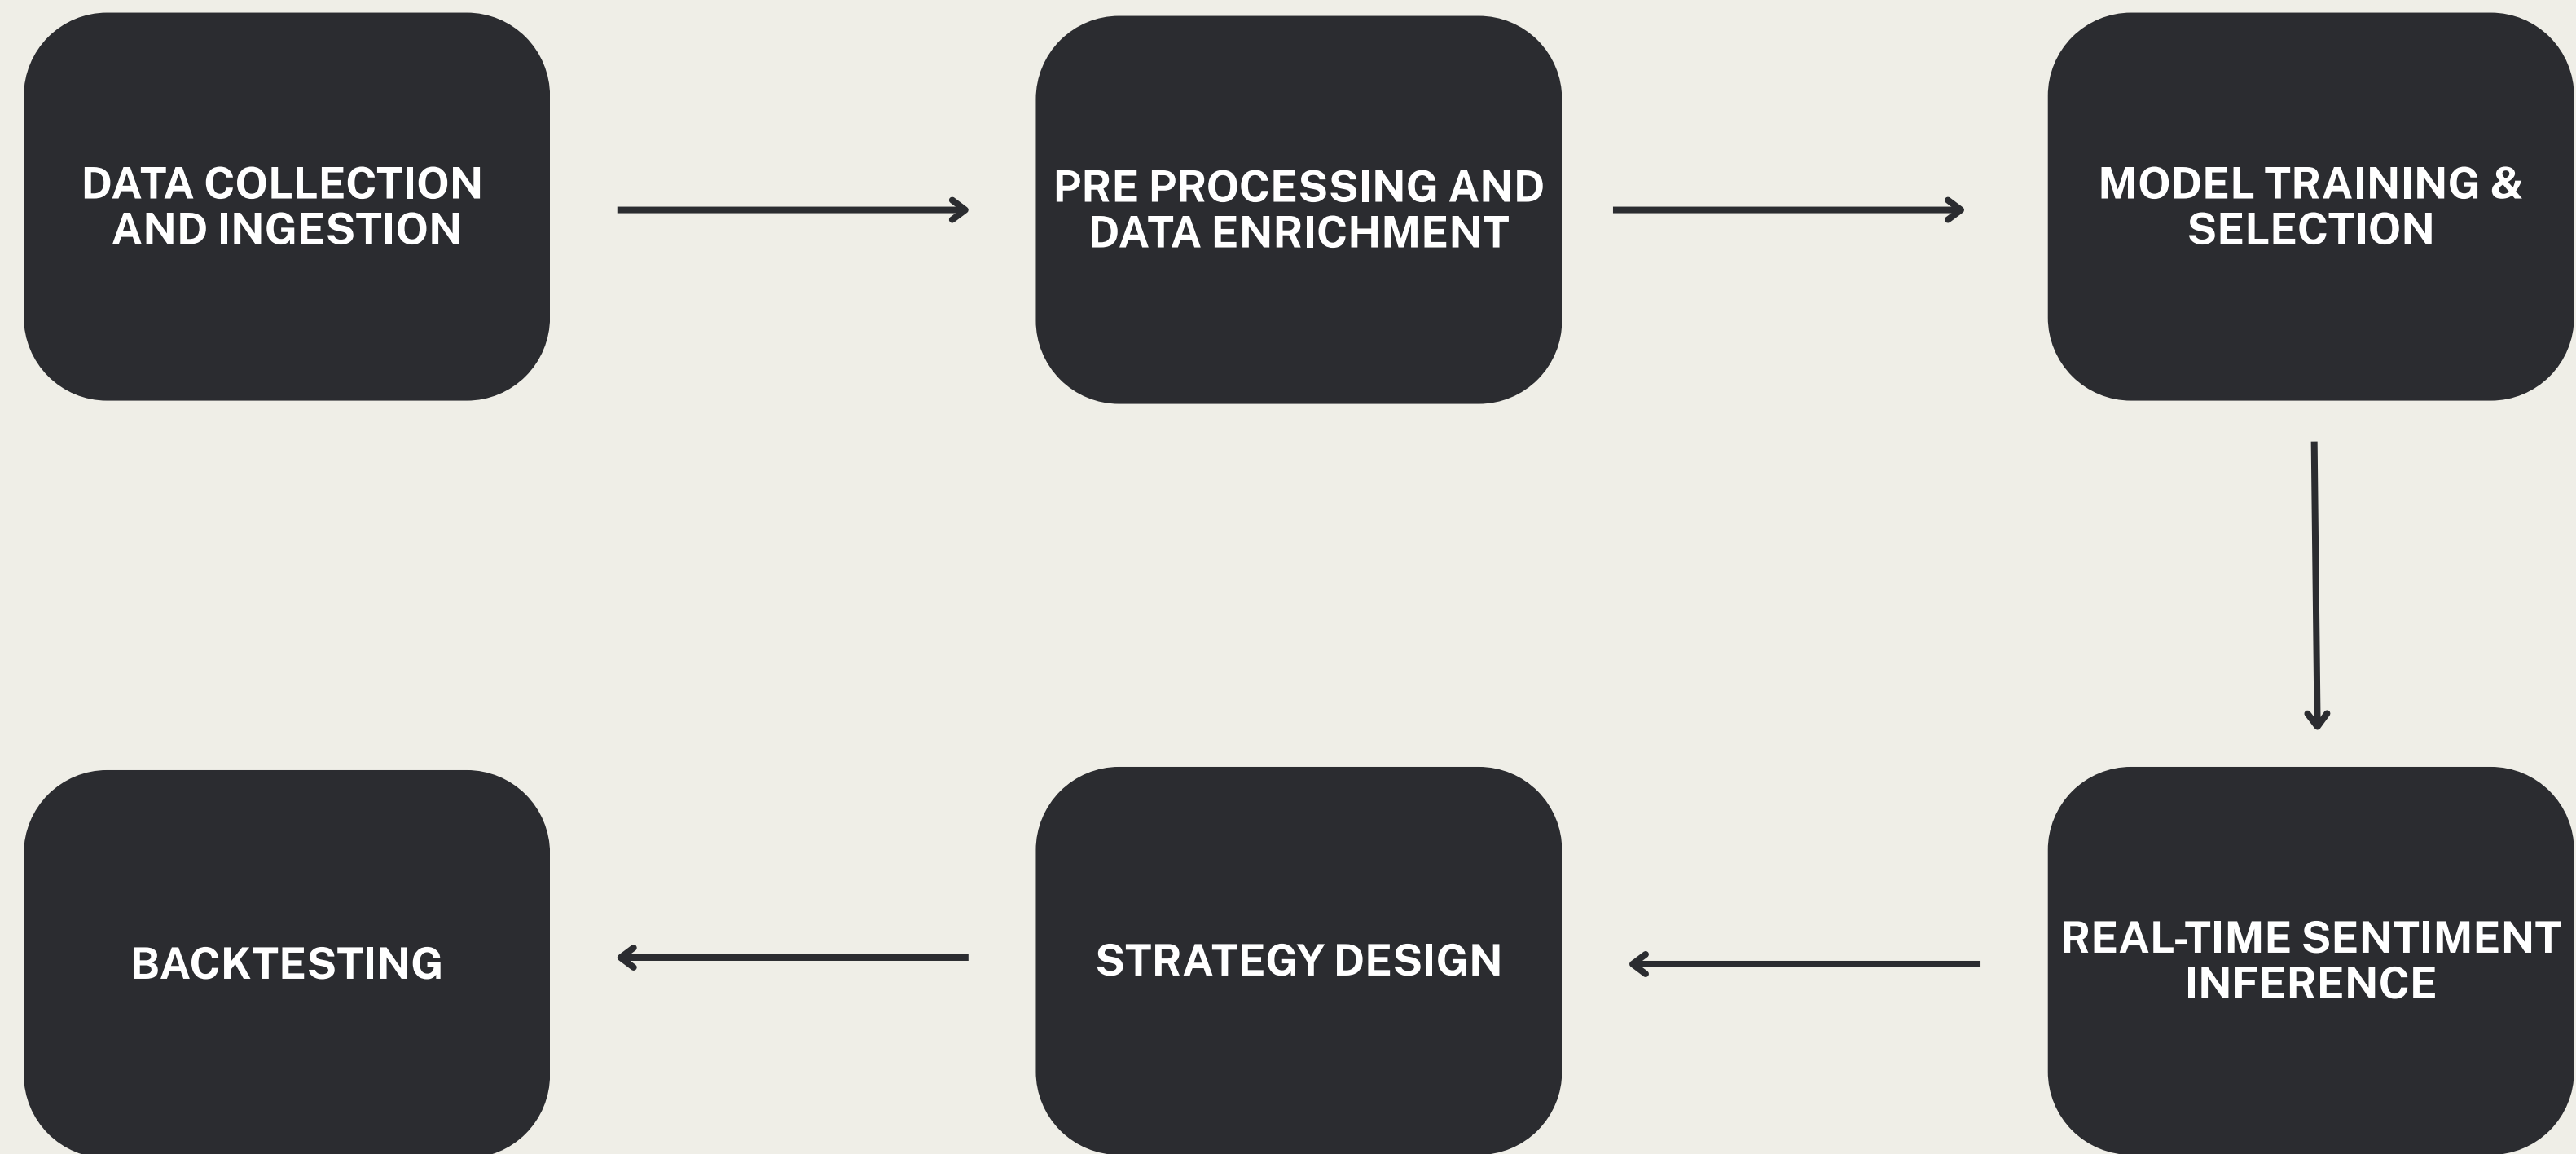 DATA COLLECTION
AND INGESTION
PRE PROCESSING AND
DATA ENRICHMENT
MODEL TRAINING &
SELECTION
REAL-TIME SENTIMENT
INFERENCE
STRATEGY DESIGN
BACKTESTING